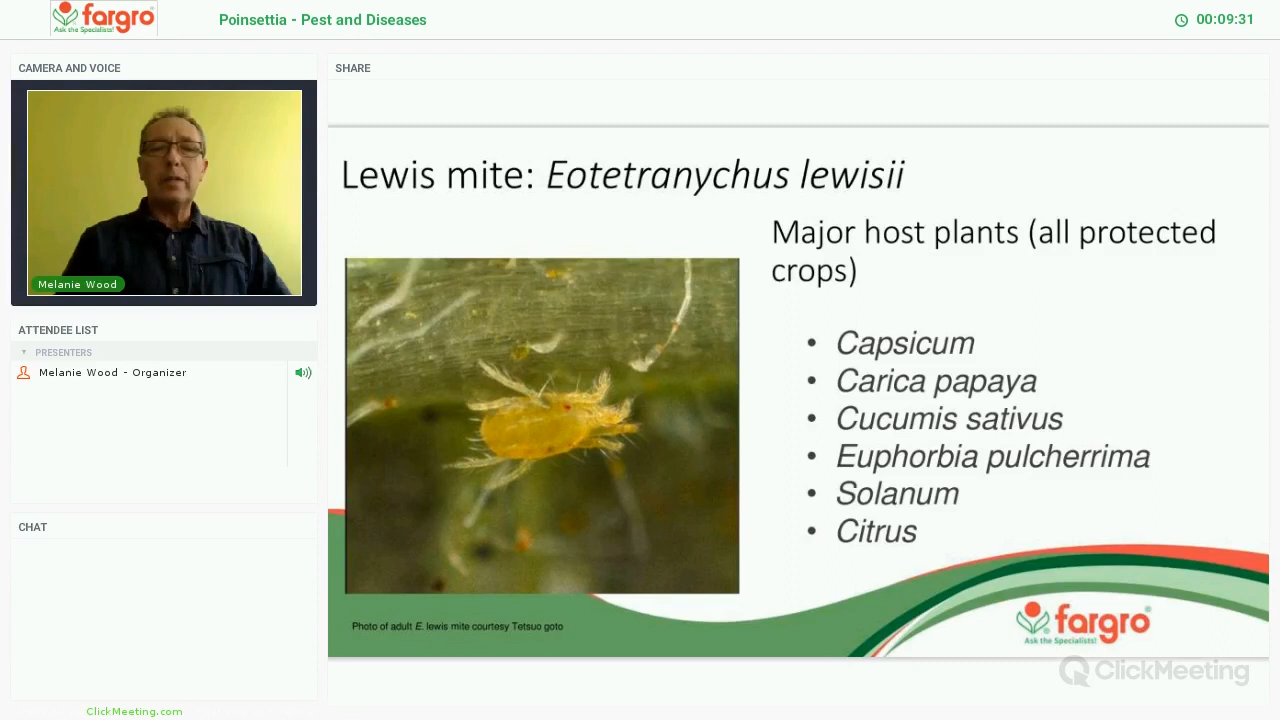 fargro
Ask the Specialists!
Poinsettia - Pest and Diseases
00:09:31
CAMERA AND VOICE
Melanie Wood
ATTENDEE LIST
PRESENTERS
Melanie Wood - Organizer
CHAT
ClickMeeting.com
SHARE
Lewis mite: Eotetranychus lewisii
Major host plants (all protected
crops)
• Capsicum
• Carica papaya
• Cucumis sativus
• Euphorbia pulcherrima
• Solanum
• Citrus
Photo of adult E. lewis mite courtesy Tetsuo goto
fargro
Ask the Specialists!
ClickMeeting